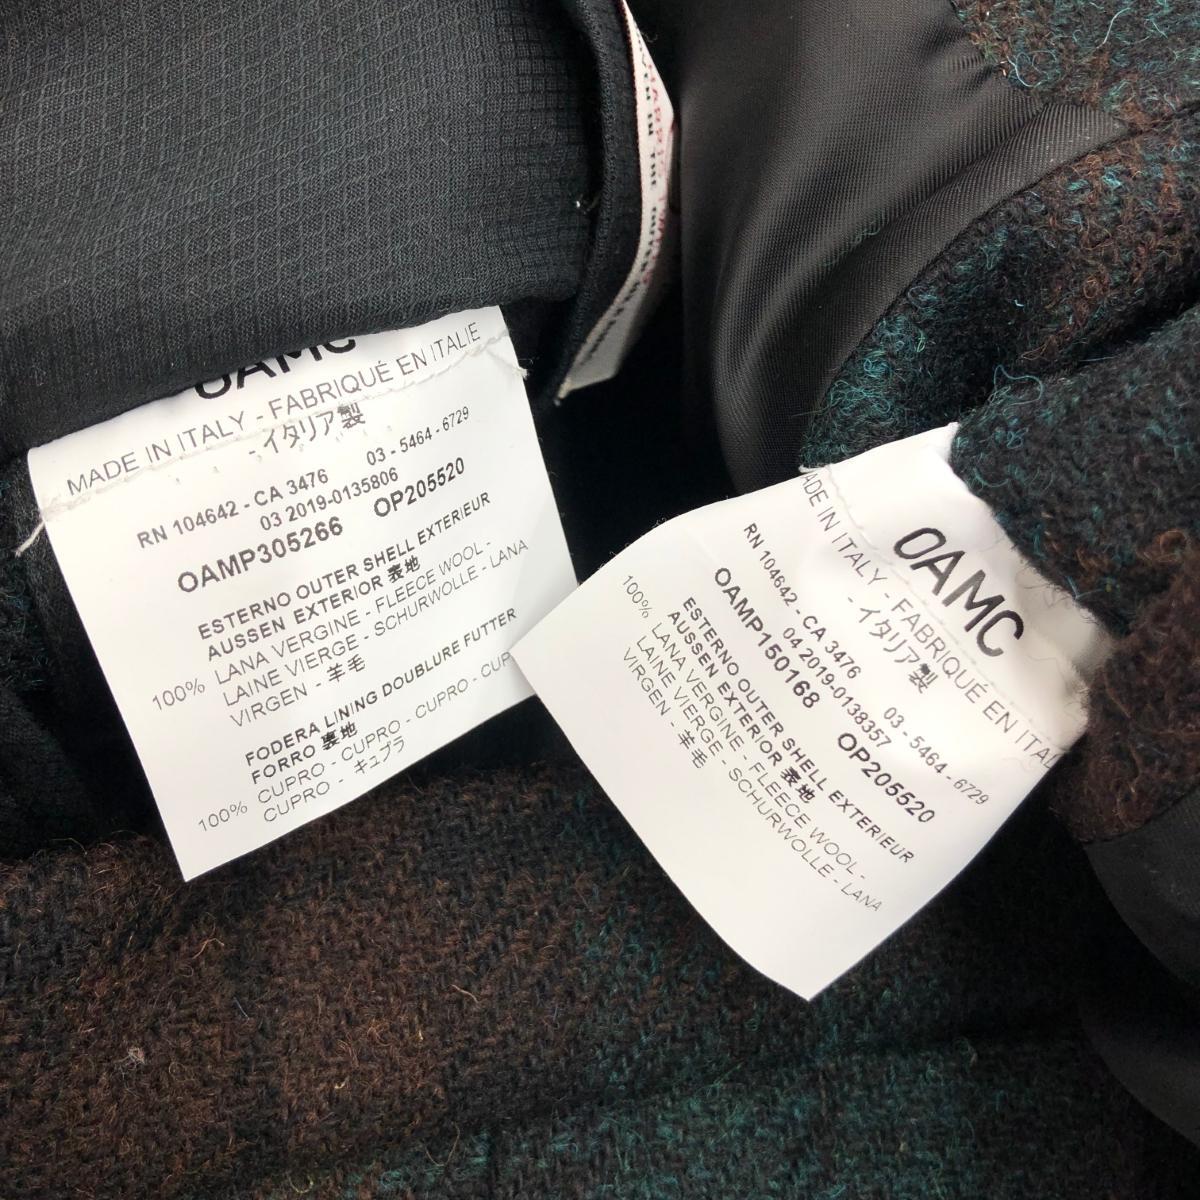 OAMC
MADE IN ITALY - FABRIQUÉ EN ITALIE
- イタリア製
RN 104642 - CA 3476 03 - 5464 - 6729
03 2019-0135806
OAMP305266 OP205520
ESTERNO OUTER SHELL EXTERIEUR
AUSSEN EXTERIOR 表地
100% LANA VERGINE - FLEECE WOOL -
LAINE VIERGE - SCHURWOLLE - LANA
VIRGEN - 羊毛
FODERA LINING DOUBLURE FUTTER
FORRO 裏地
100% CUPRO - CUPRO - CUPRO - CUP
CUPRO - キュプラ
OAMC
ADE IN ITALY - FABRIQUÉ EN ITAL
- イタリア製
RN 104642 - CA 3476 03 - 5464 - 6729
04 2019-0138357
OAMP150168 OP205520
ESTERNO OUTER SHELL EXTERIEUR
AUSSEN EXTERIOR 表地
100% LANA VERGINE - FLEECE WOOL -
LAINE VIERGE - SCHURWOLLE - LANA
VIRGEN - 羊毛
IN THE